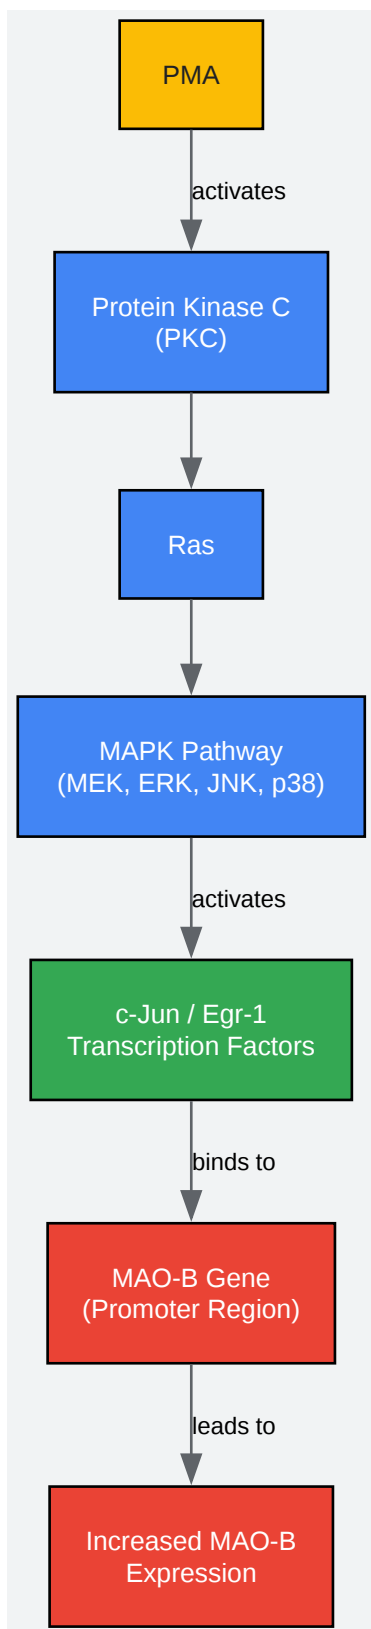 PMA
activates
Protein Kinase C
(PKC)
Ras
MAPK Pathway
(MEK, ERK, JNK, p38)
activates
c-Jun / Egr-1
Transcription Factors
binds to
MAO-B Gene
(Promoter Region)
leads to
Increased MAO-B
Expression